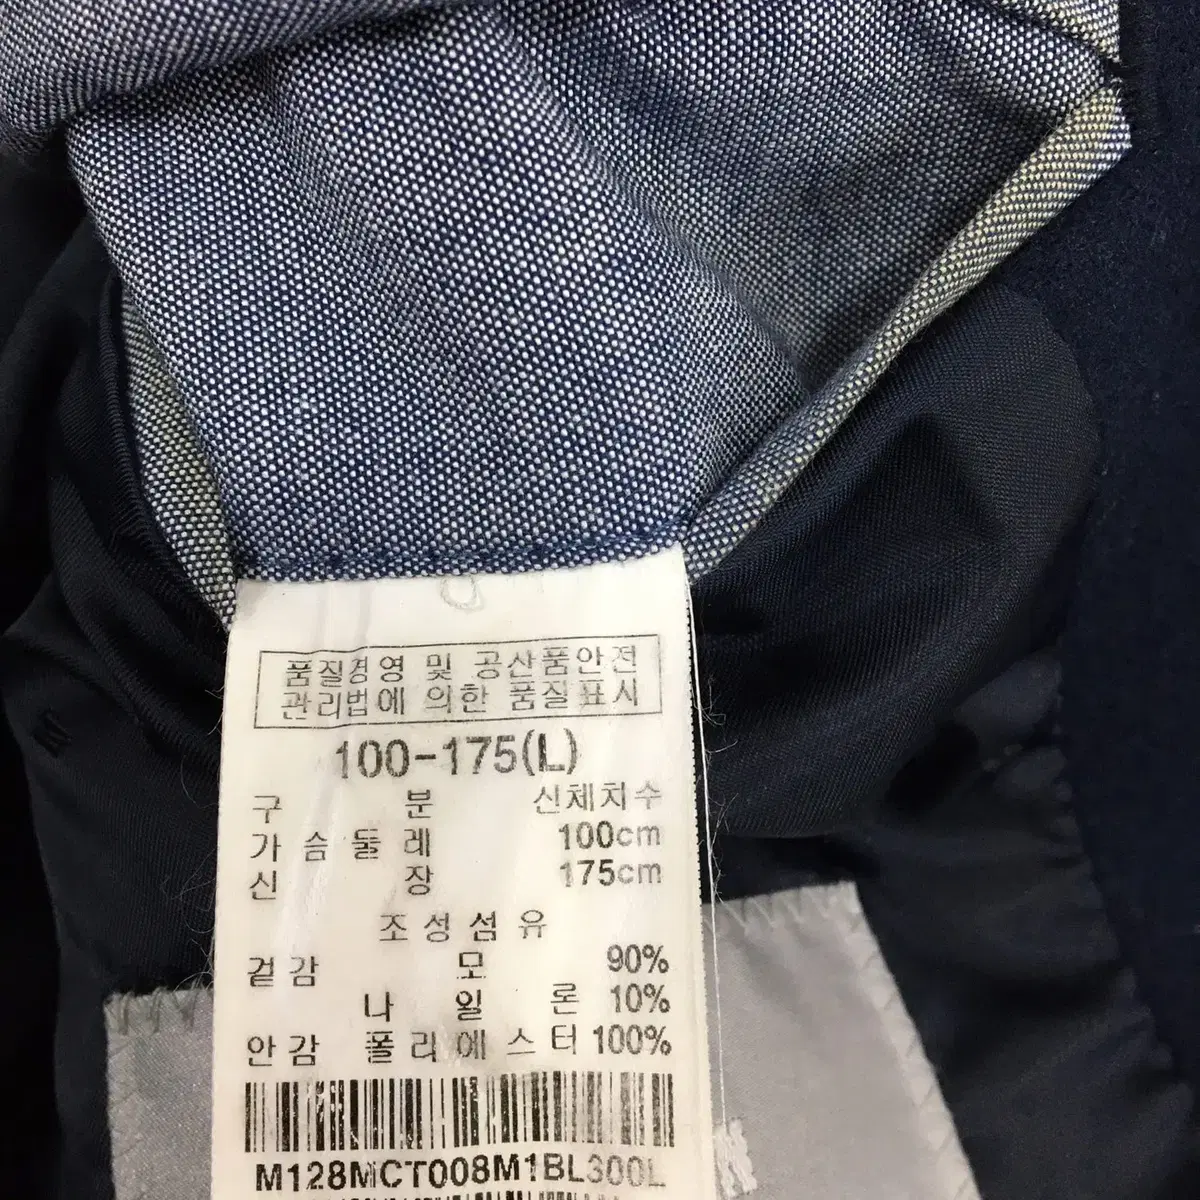 품질경영 및 공산품안전
관리법에 의한 품질표시
100-175(L)
구 분 신체치수
가슴둘레 100cm
신 장 175cm
조성섬유
겉감 모 90%
나일론 10%
안감 폴리에스터 100%
M128MCT008M1BL300L